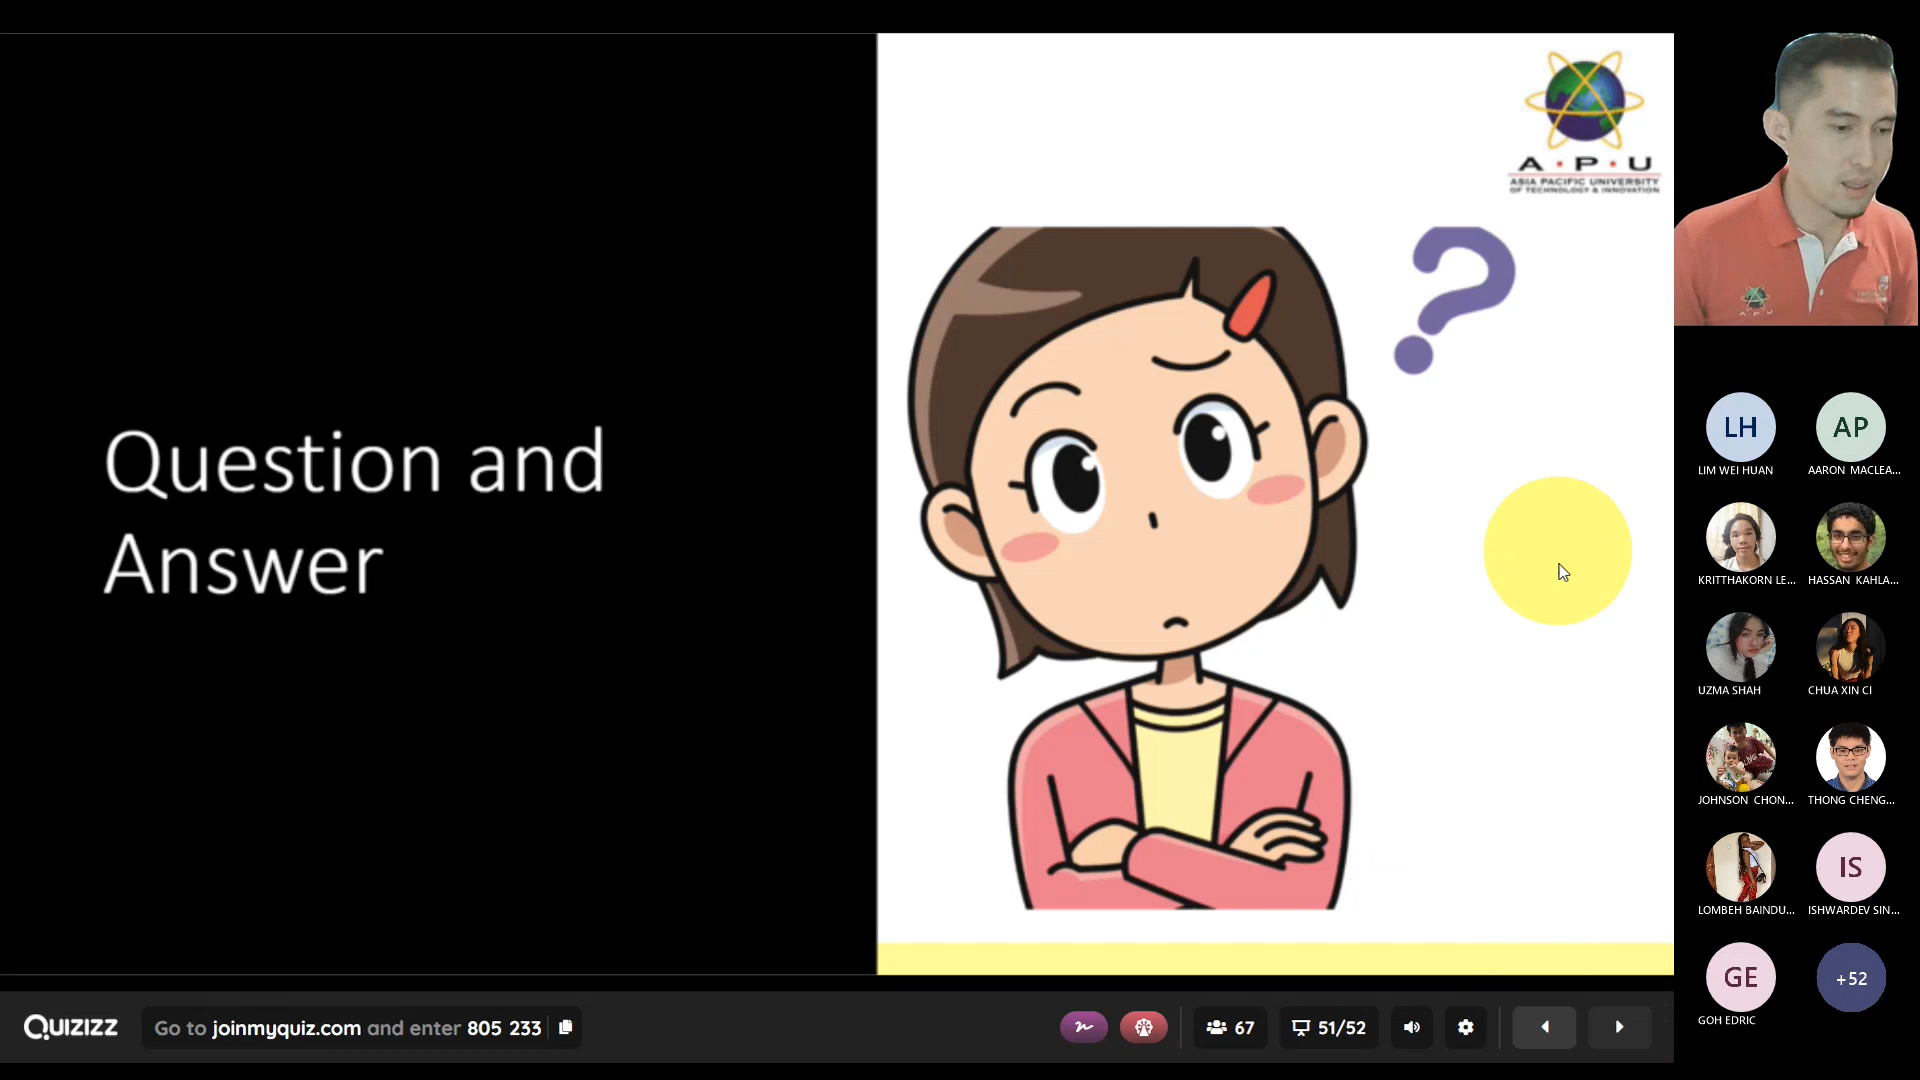 A·P·U
ASIA PACIFIC UNIVERSITY
OF TECHNOLOGY & INNOVATION
Question and
Answer
LH
AP
LIM WEI HUAN
AARON MACLEA...
KRITTHAKORN LE...
HASSAN KAHLA...
UZMA SHAH
CHUA XIN CI
JOHNSON CHON...
THONG CHENG...
IS
LOMBEH BAINDU...
ISHWARDEV SIN...
GE
+52
GOH EDRIC
QUIZIZZ
Go to joinmyquiz.com and enter 805 233
67
51/52